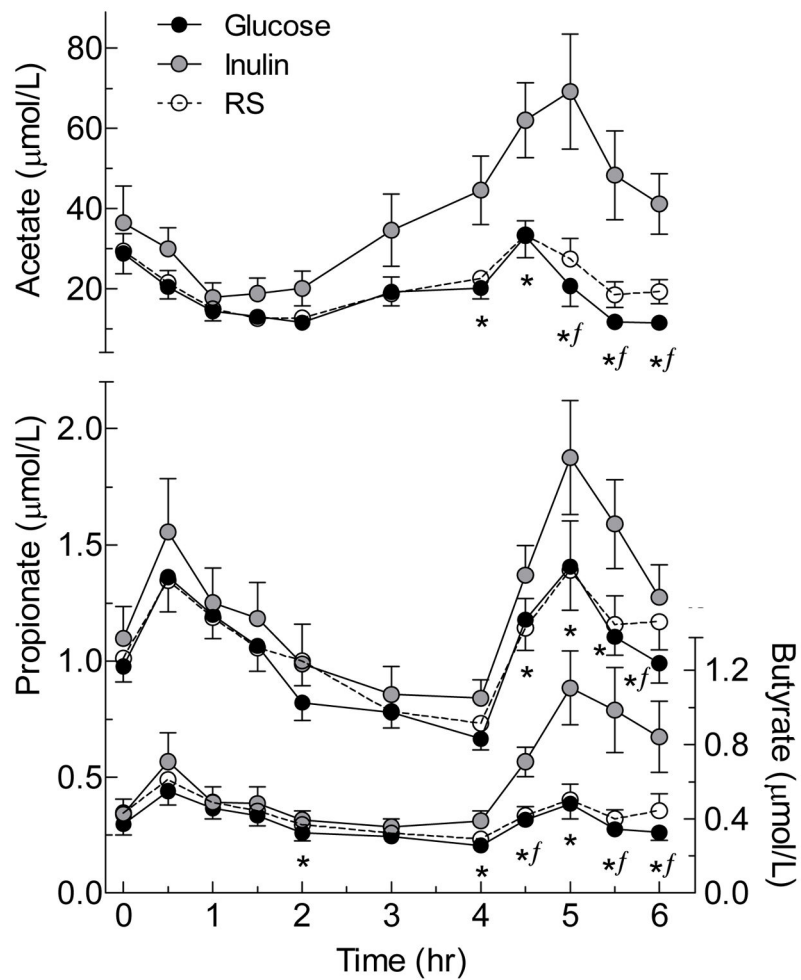 Glucose
Inulin
RS
Acetate (μmol/L)
80
60
40
20
*
*
*f
*f
*f
Propionate (μmol/L)
2.0
1.5
1.0
0.5
0.0
*
*
*
*f
*
*
*f
*
*f
*f
Butyrate (μmol/L)
1.2
0.8
0.4
0.0
0 1 2 3 4 5 6
Time (hr)